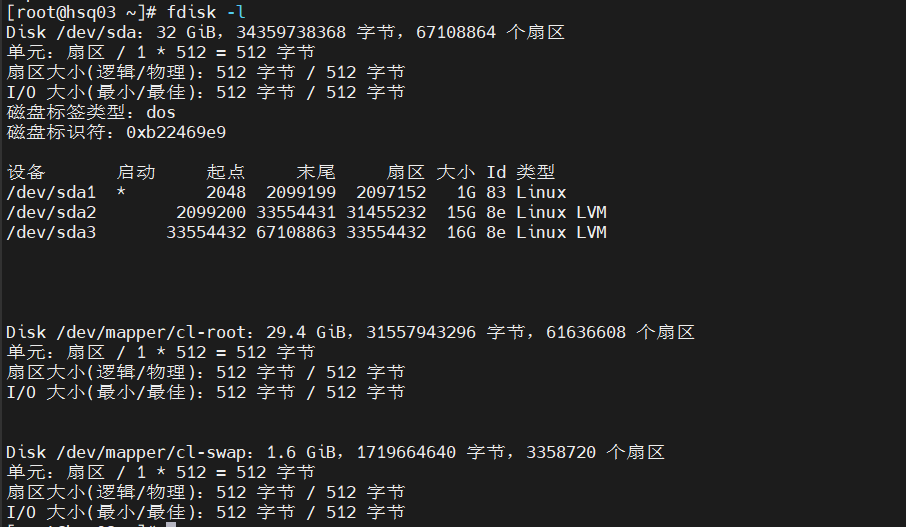 [root@hsq03 ~]# fdisk -l
Disk /dev/sda：32 GiB，34359738368 字节，67108864 个扇区
单元：扇区 / 1 * 512 = 512 字节
扇区大小(逻辑/物理)：512 字节 / 512 字节
I/O 大小(最小/最佳)：512 字节 / 512 字节
磁盘标签类型：dos
磁盘标识符：0xb22469e9
设备 启动 起点 末尾 扇区 大小 Id 类型
/dev/sda1 * 2048 2099199 2097152 1G 83 Linux
/dev/sda2 2099200 33554431 31455232 15G 8e Linux LVM
/dev/sda3 33554432 67108863 33554432 16G 8e Linux LVM
Disk /dev/mapper/cl-root：29.4 GiB，31557943296 字节，61636608 个扇区
单元：扇区 / 1 * 512 = 512 字节
扇区大小(逻辑/物理)：512 字节 / 512 字节
I/O 大小(最小/最佳)：512 字节 / 512 字节
Disk /dev/mapper/cl-swap：1.6 GiB，1719664640 字节，3358720 个扇区
单元：扇区 / 1 * 512 = 512 字节
扇区大小(逻辑/物理)：512 字节 / 512 字节
I/O 大小(最小/最佳)：512 字节 / 512 字节
[root@hsq03 ~]#